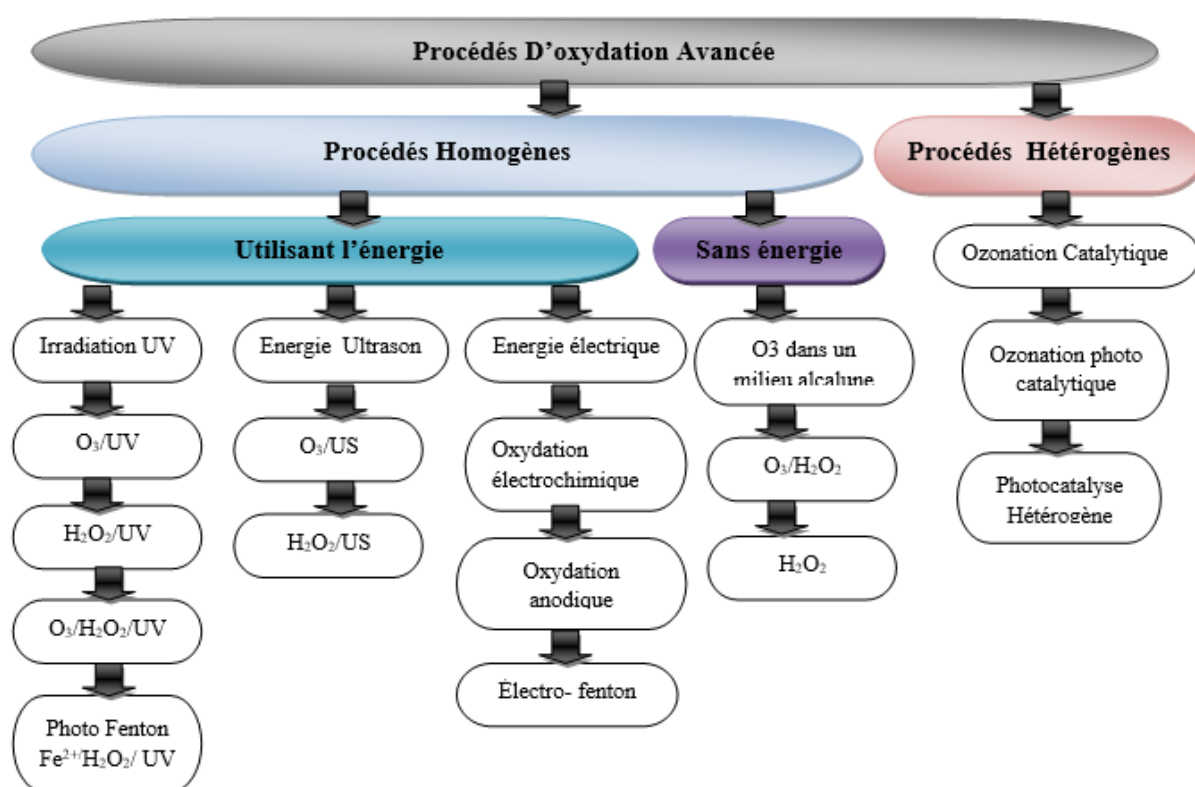 Procédés D’oxydation Avancée
Procédés Homogènes
Procédés Hétérogènes
Utilisant l’énergie
Sans énergie
Irradiation UV
O₃/UV
H₂O₂/UV
O₃/H₂O₂/UV
Photo Fenton
Fe²⁺/H₂O₂/ UV
Energie Ultrason
O₃/US
H₂O₂/US
Energie électrique
Oxydation
électrochimique
Oxydation
anodique
Électro- fenton
O3 dans un
milieu alcalune
O₃/H₂O₂
H₂O₂
Ozonation Catalytique
Ozonation photo
catalytique
Photocatalyse
Hétérogène